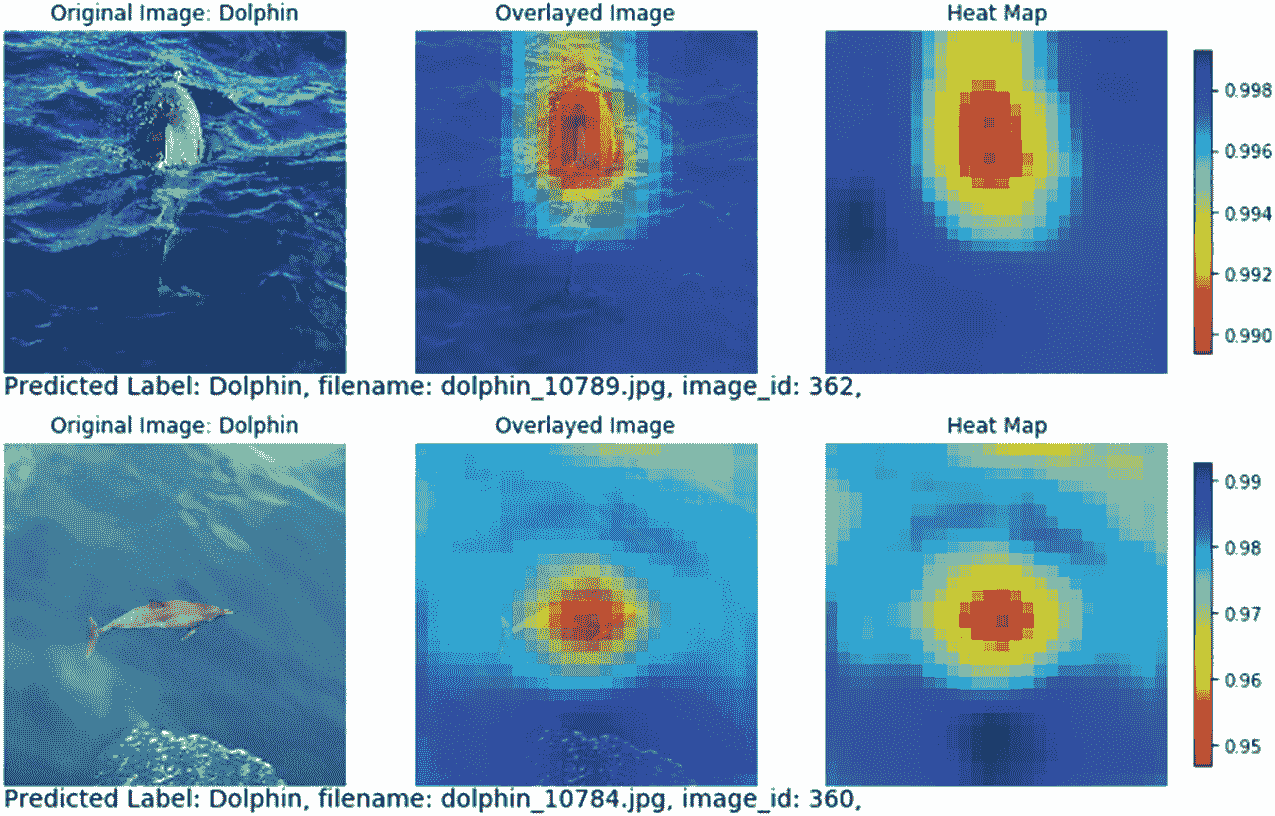 Original Image: Dolphin
Overlayed Image
Heat Map
0.998
0.996
0.994
0.992
0.990
Predicted Label: Dolphin, filename: dolphin_10789.jpg, image_id: 362,
Original Image: Dolphin
Overlayed Image
Heat Map
0.99
0.98
0.97
0.96
0.95
Predicted Label: Dolphin, filename: dolphin_10784.jpg, image_id: 360,